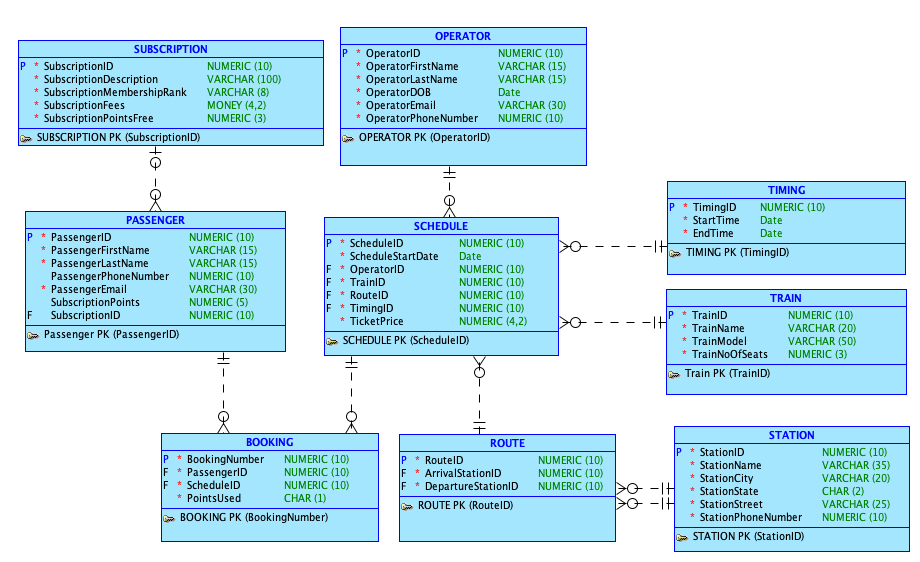 SUBSCRIPTION
P * SubscriptionID NUMERIC (10)
* SubscriptionDescription VARCHAR (100)
* SubscriptionMembershipRank VARCHAR (8)
* SubscriptionFees MONEY (4,2)
* SubscriptionPointsFree NUMERIC (3)
SUBSCRIPTION PK (SubscriptionID)
OPERATOR
P * OperatorID NUMERIC (10)
* OperatorFirstName VARCHAR (15)
* OperatorLastName VARCHAR (15)
* OperatorDOB Date
* OperatorEmail VARCHAR (30)
* OperatorPhoneNumber NUMERIC (10)
OPERATOR PK (OperatorID)
PASSENGER
P * PassengerID NUMERIC (10)
* PassengerFirstName VARCHAR (15)
* PassengerLastName VARCHAR (15)
PassengerPhoneNumber NUMERIC (10)
* PassengerEmail VARCHAR (30)
SubscriptionPoints NUMERIC (5)
F SubscriptionID NUMERIC (10)
Passenger PK (PassengerID)
SCHEDULE
P * ScheduleID NUMERIC (10)
* ScheduleStartDate Date
F * OperatorID NUMERIC (10)
F * TrainID NUMERIC (10)
F * RouteID NUMERIC (10)
F * TimingID NUMERIC (10)
* TicketPrice NUMERIC (4,2)
SCHEDULE PK (ScheduleID)
TIMING
P * TimingID NUMERIC (10)
* StartTime Date
* EndTime Date
TIMING PK (TimingID)
TRAIN
P * TrainID NUMERIC (10)
* TrainName VARCHAR (20)
* TrainModel VARCHAR (50)
* TrainNoOfSeats NUMERIC (3)
Train PK (TrainID)
BOOKING
P * BookingNumber NUMERIC (10)
F * PassengerID NUMERIC (10)
F * ScheduleID NUMERIC (10)
* PointsUsed CHAR (1)
BOOKING PK (BookingNumber)
ROUTE
P * RouteID NUMERIC (10)
F * ArrivalStationID NUMERIC (10)
F * DepartureStationID NUMERIC (10)
ROUTE PK (RouteID)
STATION
P * StationID NUMERIC (10)
* StationName VARCHAR (35)
* StationCity VARCHAR (20)
* StationState CHAR (2)
* StationStreet VARCHAR (25)
* StationPhoneNumber NUMERIC (10)
STATION PK (StationID)